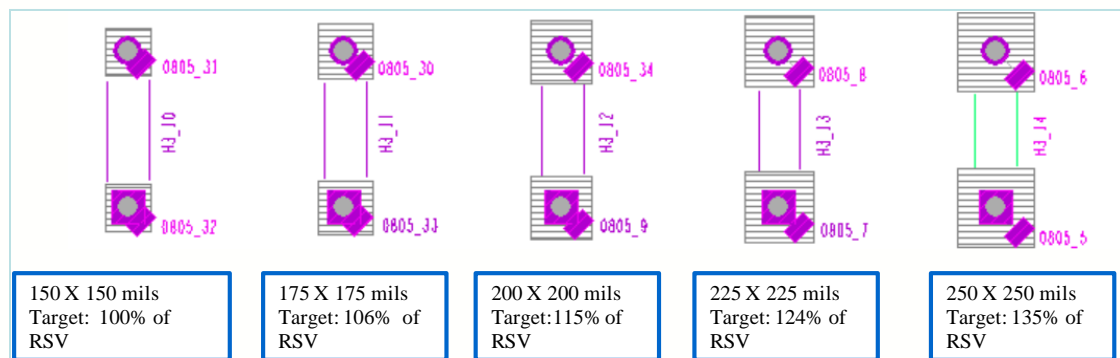 0805_31
0805_30
0805_34
0805_8
0805_6
HJ_10
HJ_11
HJ_12
HJ_13
HJ_14
0805_32
0805_33
0805_9
0805_7
0805_5
150 X 150 mils
Target: 100% of
RSV
175 X 175 mils
Target: 106% of
RSV
200 X 200 mils
Target:115% of
RSV
225 X 225 mils
Target: 124% of
RSV
250 X 250 mils
Target: 135% of
RSV